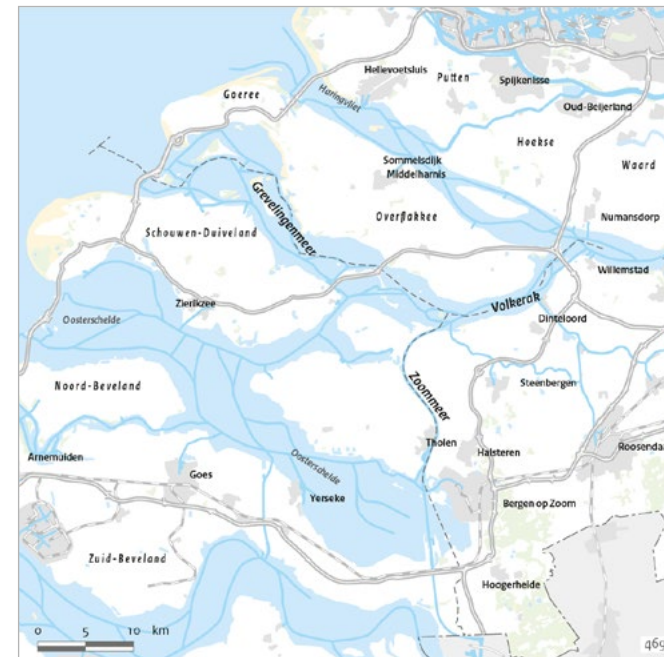 Hellevoetsluis
Putten
Spijkenisse
Goeree
Haringvliet
Oud-Beijerland
Hoekse
Sommelsdijk
Middelharnis
Waard
Grevelingenmeer
Overflakkee
Numansdorp
Schouwen-Duiveland
Willemstad
Zierikzee
Volkerak
Oosterschelde
Dinteloord
Zoommeer
Noord-Beveland
Steenbergen
Tholen
Halsteren
Roosendaa
Arnemuiden
Goes
Oosterschelde
Yerseke
Bergen op Zoom
Zuid-Beveland
Hoogerheide
0 5 10 km
469